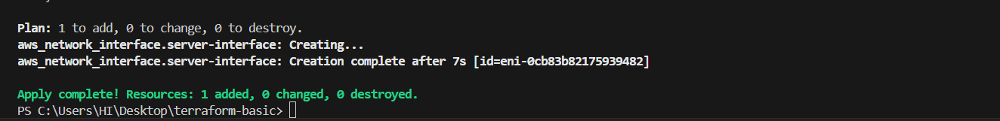 Plan: 1 to add, 0 to change, 0 to destroy.
aws_network_interface.server-interface: Creating...
aws_network_interface.server-interface: Creation complete after 7s [id=eni-0cb83b82175939482]
Apply complete! Resources: 1 added, 0 changed, 0 destroyed.
PS C:\Users\HI\Desktop\terraform-basic>